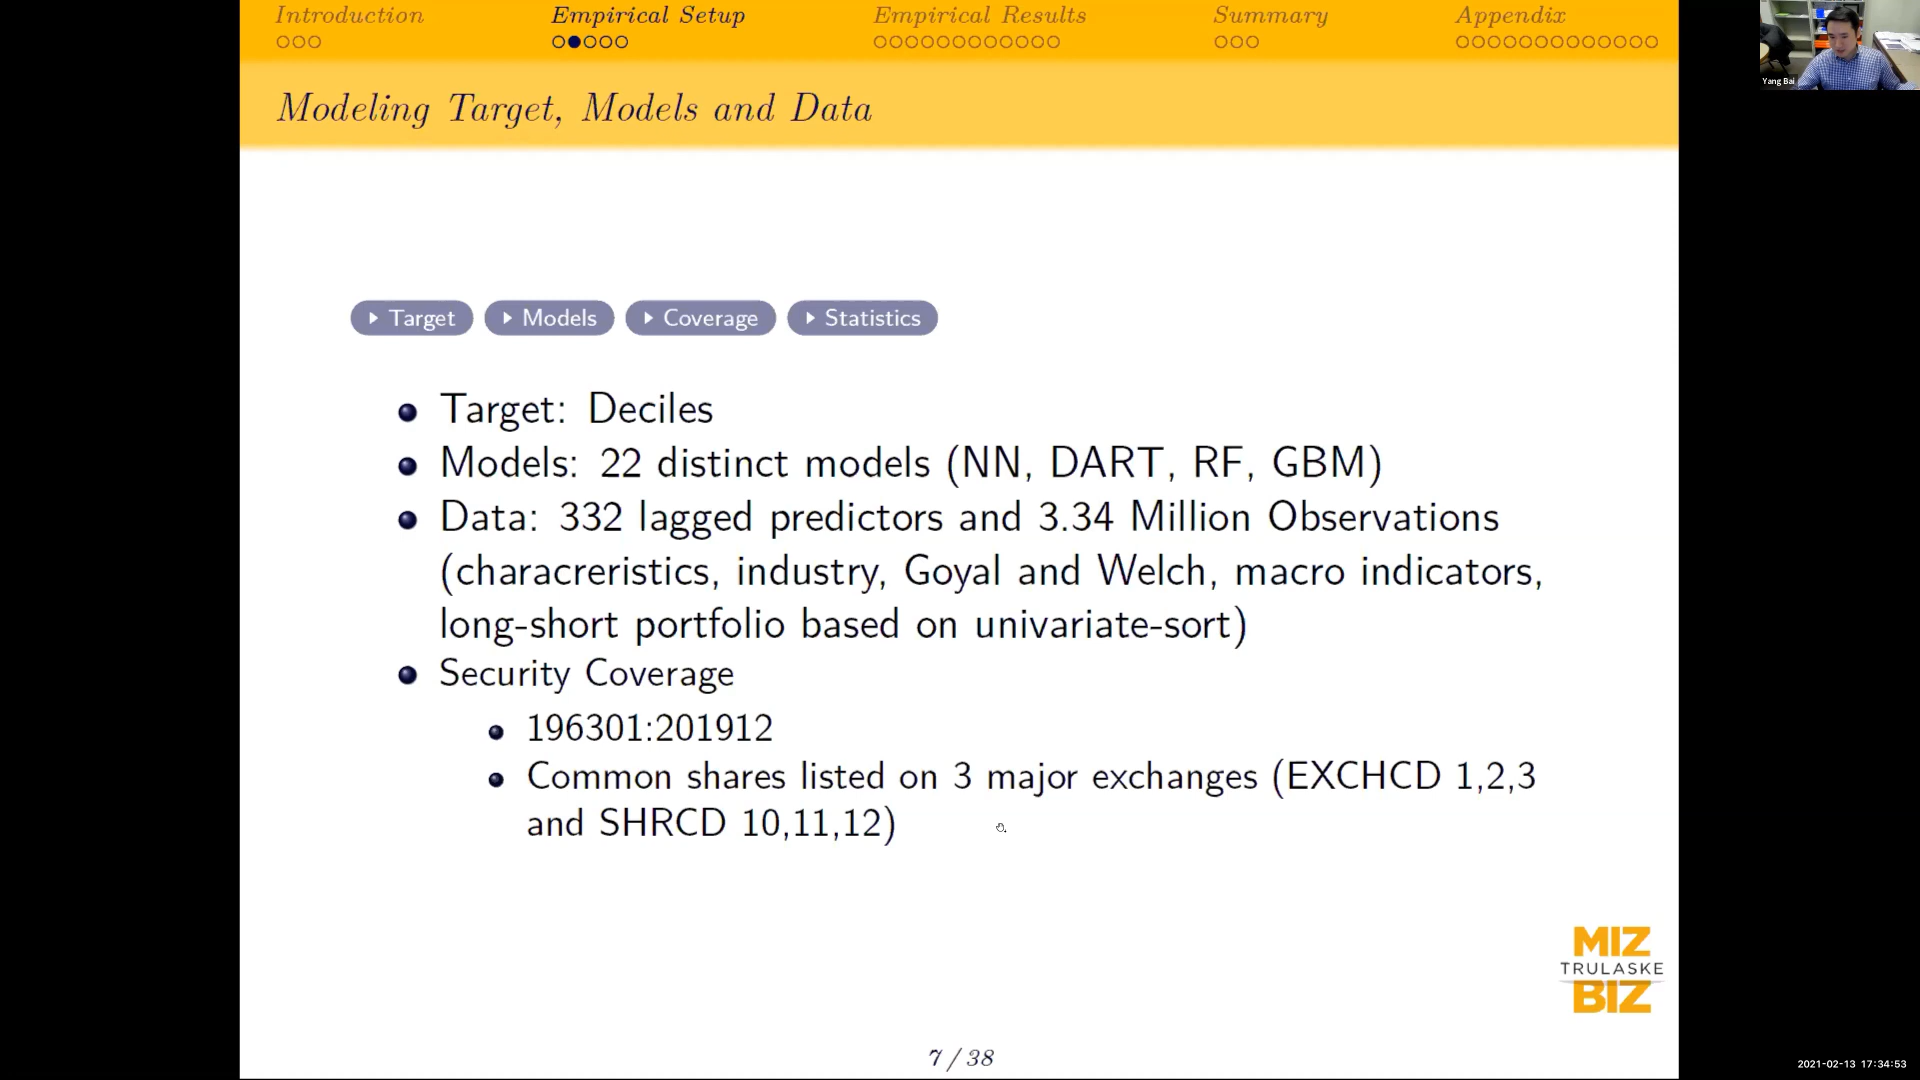 Introduction Empirical Setup Empirical Results Summary Appendix
Modeling Target, Models and Data
Target Models Coverage Statistics
Target: Deciles
Models: 22 distinct models (NN, DART, RF, GBM)
Data: 332 lagged predictors and 3.34 Million Observations
(characreristics, industry, Goyal and Welch, macro indicators,
long-short portfolio based on univariate-sort)
Security Coverage
196301:201912
Common shares listed on 3 major exchanges (EXCHCD 1,2,3
and SHRCD 10,11,12)
MIZ
TRULASKE
BIZ
7 / 38
Yang Bai
2021-02-13 17:34:53